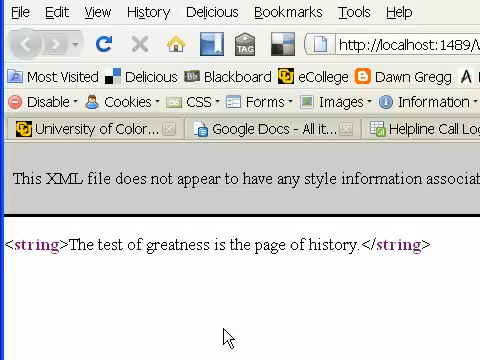 File Edit View History Delicious Bookmarks Tools Help
TAG http://localhost:1489/
Most Visited Delicious Bb Blackboard eCollege Dawn Gregg A
Disable Cookies CSS Forms Images Information
University of Color... Google Docs - All it... Helpline Call Log
This XML file does not appear to have any style information associat
<string>The test of greatness is the page of history.</string>